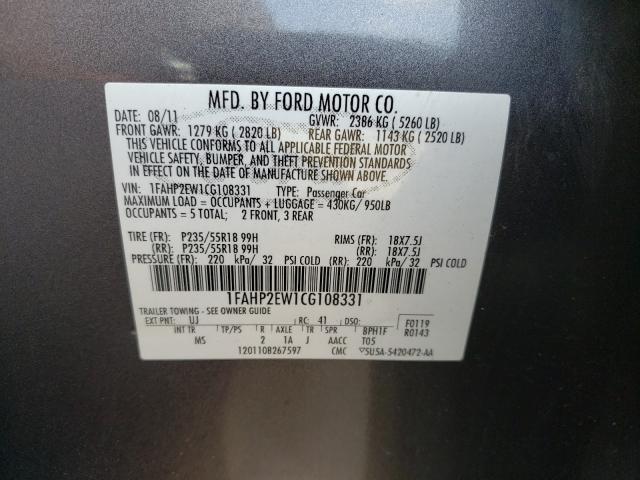 MFD. BY FORD MOTOR CO.
DATE: 08/11 GVWR: 2386 KG ( 5260 LB)
FRONT GAWR: 1279 KG ( 2820 LB) REAR GAWR: 1143 KG ( 2520 LB)
THIS VEHICLE CONFORMS TO ALL APPLICABLE FEDERAL MOTOR
VEHICLE SAFETY, BUMPER, AND THEFT PREVENTION STANDARDS
IN EFFECT ON THE DATE OF MANUFACTURE SHOWN ABOVE.
VIN: 1FAHP2EW1CG108331 TYPE: Passenger Car
MAXIMUM LOAD = OCCUPANTS + LUGGAGE = 430KG/ 950LB
OCCUPANTS = 5 TOTAL; 2 FRONT, 3 REAR
TIRE (FR): P235/55R18 99H RIMS (FR): 18X7.5J
(RR): P235/55R18 99H (RR): 18X7.5J
PRESSURE (FR): 220 kPa/ 32 PSI COLD (RR): 220 kPa/ 32 PSI COLD
1FAHP2EW1CG108331
TRAILER TOWING - SEE OWNER GUIDE
EXT PNT: UJ RC: 41 DSO: F0119
R0143
INT TR TP/PS R AXLE TR SPR 8PH1F
MS 2 1A J AACC T05
1201108267597 CMC 5U5A-5420472-AA